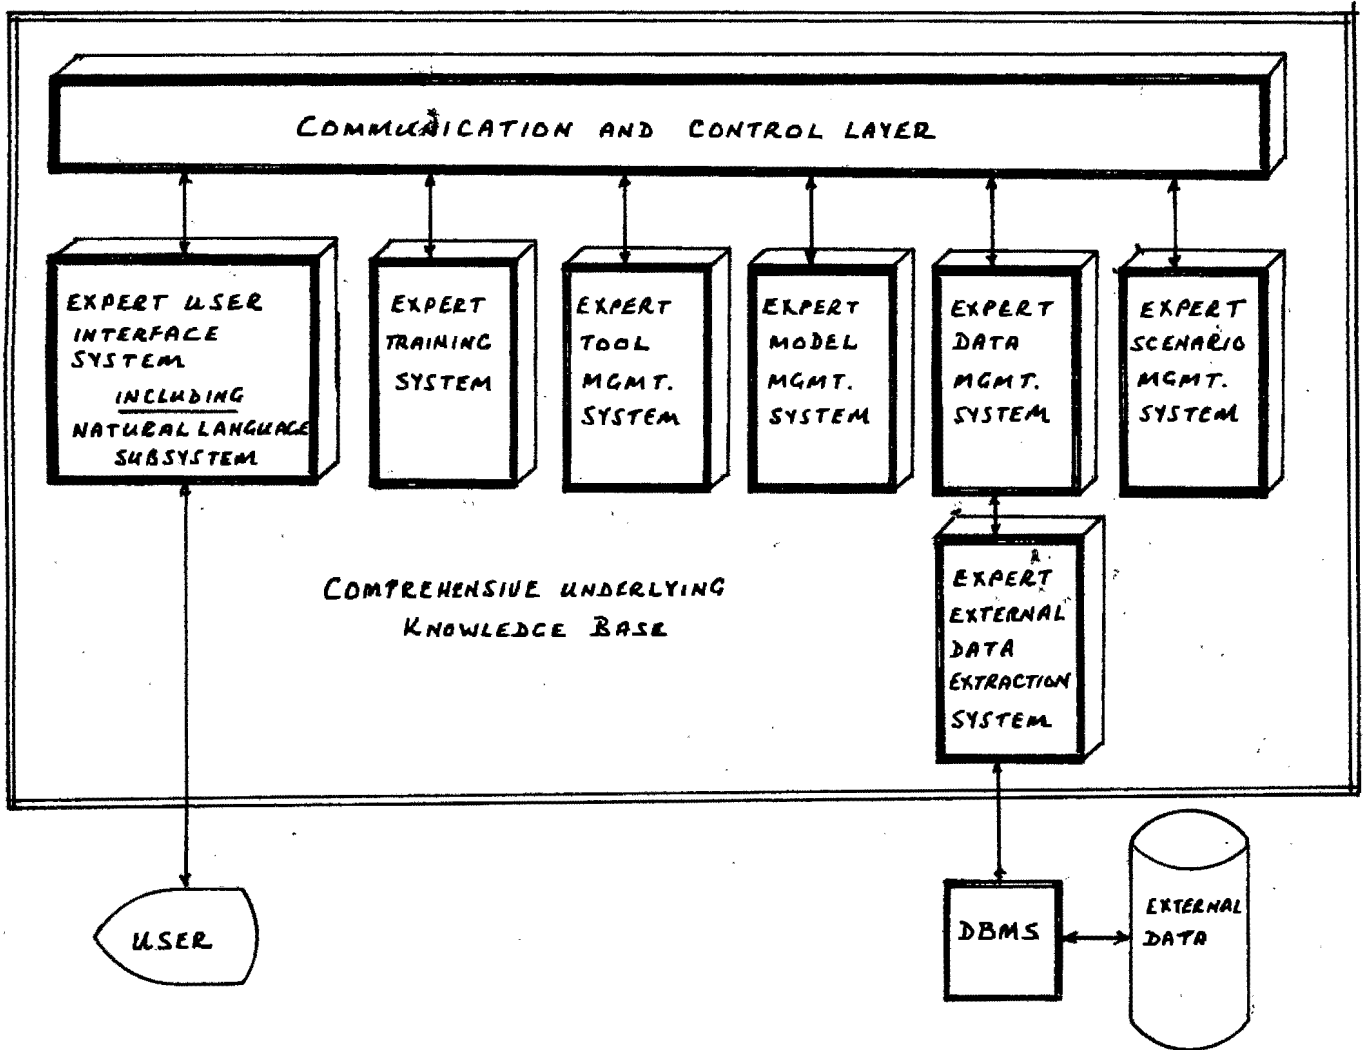 COMMUNICATION AND CONTROL LAYER
EXPERT USER
INTERFACE
SYSTEM
INCLUDING
NATURAL LANGUAGE
SUBSYSTEM
EXPERT
TRAINING
SYSTEM
EXPERT
TOOL
MGMT.
SYSTEM
EXPERT
MODEL
MGMT.
SYSTEM
EXPERT
DATA
MGMT.
SYSTEM
EXPERT
SCENARIO
MGMT.
SYSTEM
COMPREHENSIVE UNDERLYING
KNOWLEDGE BASE
EXPERT
EXTERNAL
DATA
EXTRACTION
SYSTEM
USER
DBMS
EXTERNAL
DATA